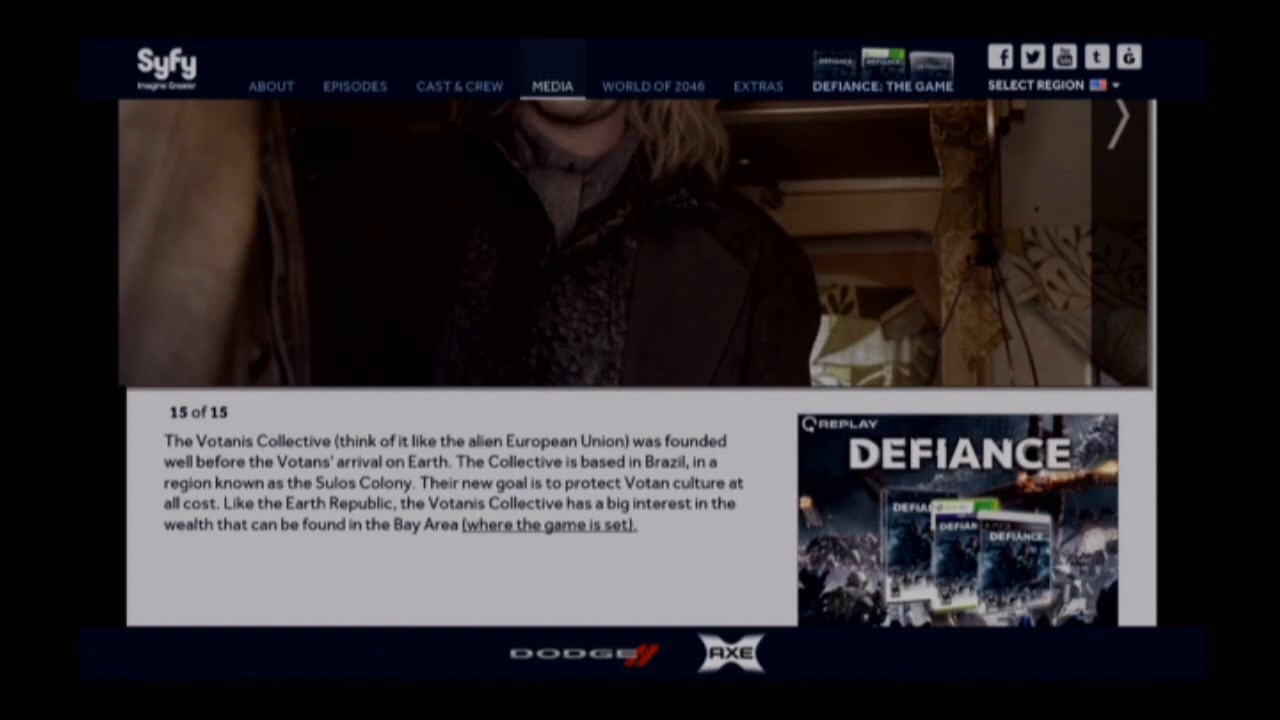 Syfy
Imagine Greater
ABOUT EPISODES CAST & CREW MEDIA WORLD OF 2046 EXTRAS DEFIANCE: THE GAME SELECT REGION
15 of 15
The Votanis Collective (think of it like the alien European Union) was founded
well before the Votans' arrival on Earth. The Collective is based in Brazil, in a
region known as the Sulos Colony. Their new goal is to protect Votan culture at
all cost. Like the Earth Republic, the Votanis Collective has a big interest in the
wealth that can be found in the Bay Area (where the game is set).
REPLAY
DEFIANCE
DEFIANCE
DODGE AXE